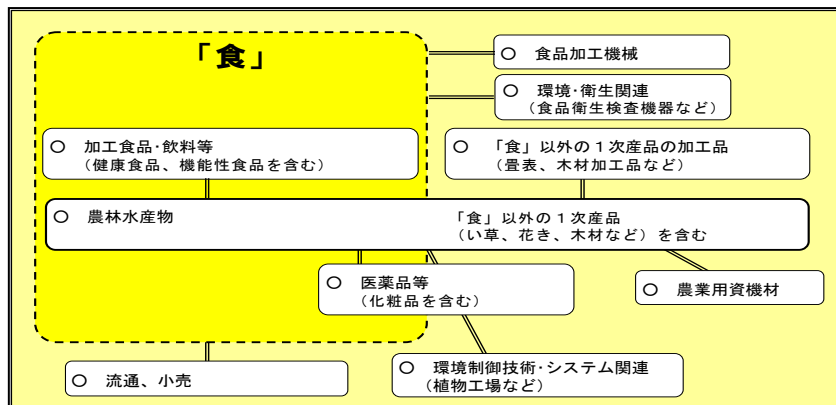 「食」
○ 食品加工機械
○ 環境・衛生関連
（食品衛生検査機器など）
○ 加工食品・飲料等
（健康食品、機能性食品を含む）
○ 「食」以外の１次産品の加工品
（畳表、木材加工品など）
○ 農林水産物
「食」以外の１次産品
（い草、花き、木材など）を含む
○ 医薬品等
（化粧品を含む）
○ 農業用資機材
○ 流通、小売
○ 環境制御技術・システム関連
（植物工場など）